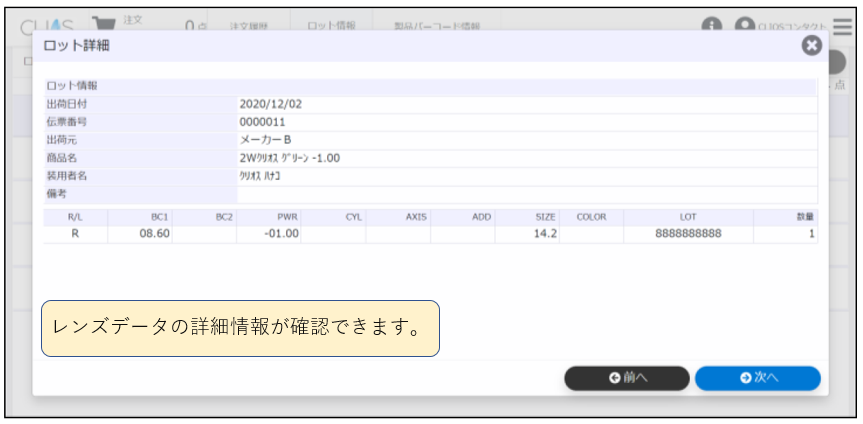 CLIAS 注文 0 点 注文履歴 ロット情報 製品バーコード情報 CLIOSコンタクト
ロット詳細
点
ロット情報
出荷日付 2020/12/02
伝票番号 0000011
出荷元 メーカーB
商品名 2Wｸﾘｵｽ ｸﾞﾘｰﾝ -1.00
装用者名 ｸﾘｵｽ ﾊﾅｺ
備考
R/L BC1 BC2 PWR CYL AXIS ADD SIZE COLOR LOT 数量
R 08.60 -01.00 14.2 8888888888 1
レンズデータの詳細情報が確認できます。
前へ 次へ